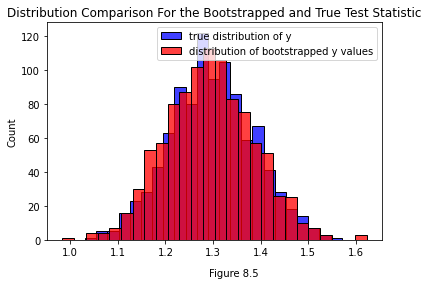 Distribution Comparison For the Bootstrapped and True Test Statistic
true distribution of y
distribution of bootstrapped y values
120
100
80
60
40
20
0
Count
1.0 1.1 1.2 1.3 1.4 1.5 1.6
Figure 8.5